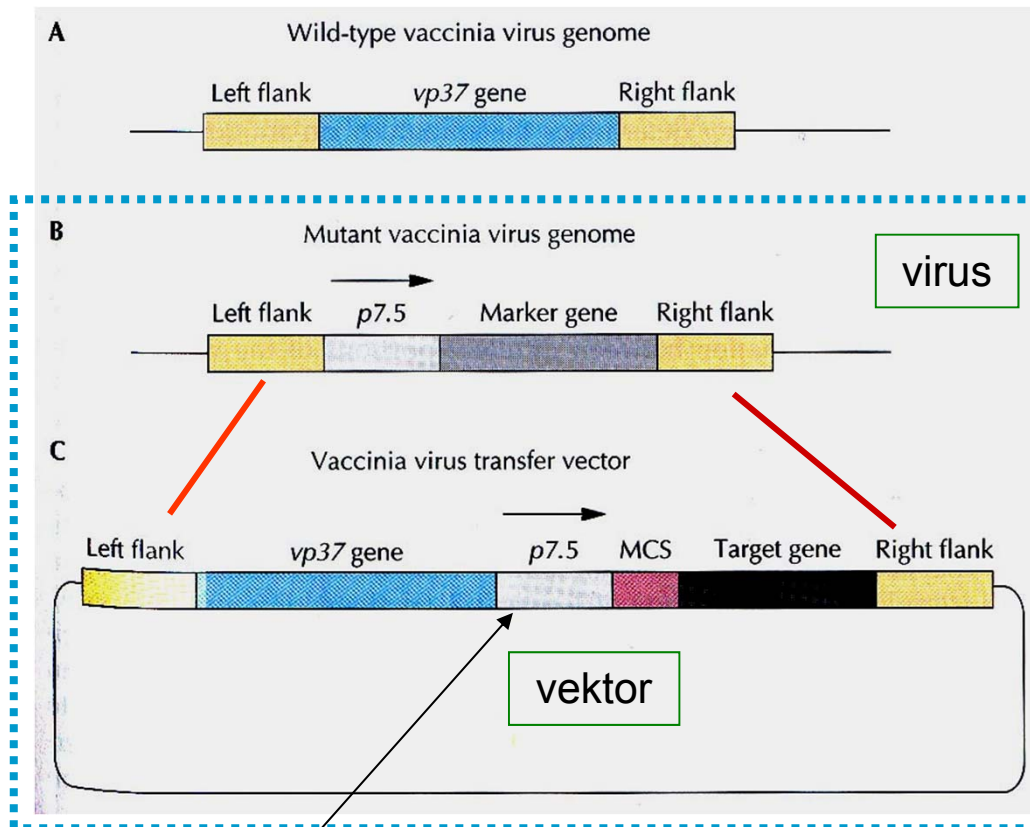 A
Wild-type vaccinia virus genome
Left flank vp37 gene Right flank
B
Mutant vaccinia virus genome
virus
Left flank p7.5 Marker gene Right flank
C
Vaccinia virus transfer vector
Left flank vp37 gene p7.5 MCS Target gene Right flank
vektor